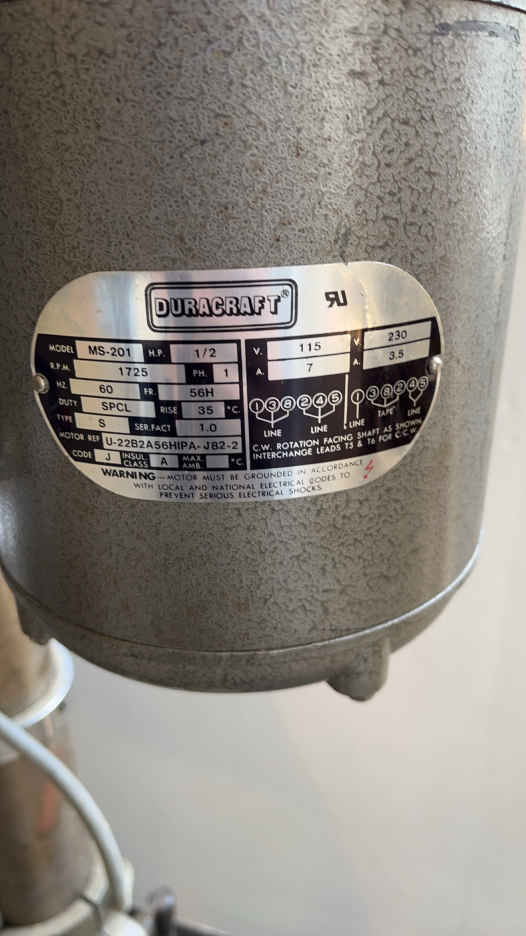 DURACRAFT®
RU
MODEL MS-201 H.P. 1/2
R.P.M. 1725 PH. 1
HZ. 60 FR. 56H
DUTY SPCL RISE 35 °C.
TYPE S SER.FACT 1.0
MOTOR REF U-22B2A56HIPA-J82-2
CODE J INSUL. CLASS A MAX. AMB. °C
V. 115 V. 230
A. 7 A. 3.5
1 3 8 2 4 5 1 3 8 2 4 5
LINE LINE LINE TAPE LINE
C.W. ROTATION FACING SHAFT AS SHOWN
INTERCHANGE LEADS T5 & T8 FOR C/C.W.
WARNING—MOTOR MUST BE GROUNDED IN ACCORDANCE
WITH LOCAL AND NATIONAL ELECTRICAL CODES TO
PREVENT SERIOUS ELECTRICAL SHOCKS.